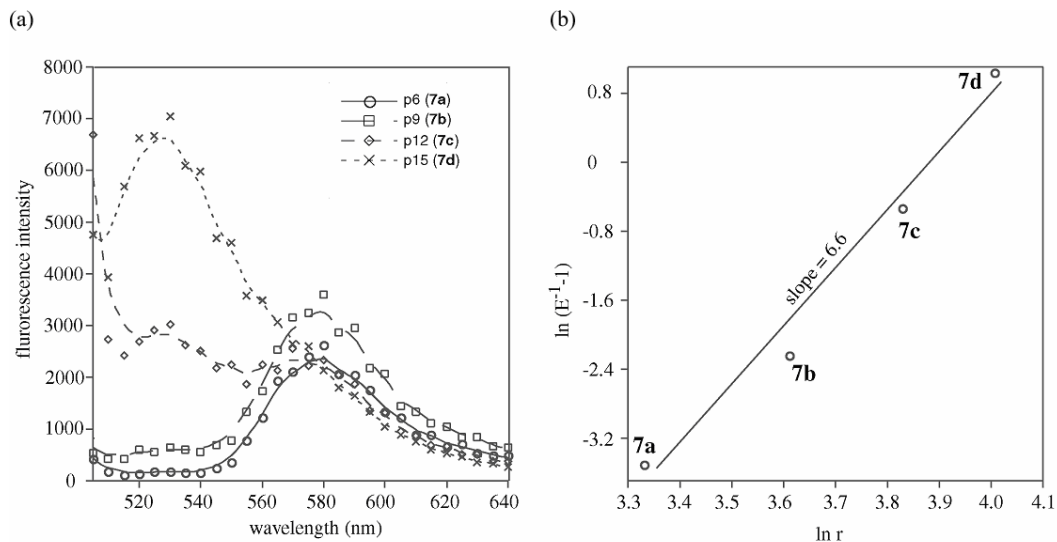 (a)
(b)
8000
7000
6000
5000
4000
3000
2000
1000
0
flurorescence intensity
p6 (7a)
p9 (7b)
p12 (7c)
p15 (7d)
520
540
560
580
600
620
640
wavelength (nm)
0.8
0
-0.8
-1.6
-2.4
-3.2
ln (E⁻¹-1)
7d
7c
slope = 6.6
7b
7a
3.3
3.4
3.5
3.6
3.7
3.8
3.9
4.0
4.1
ln r